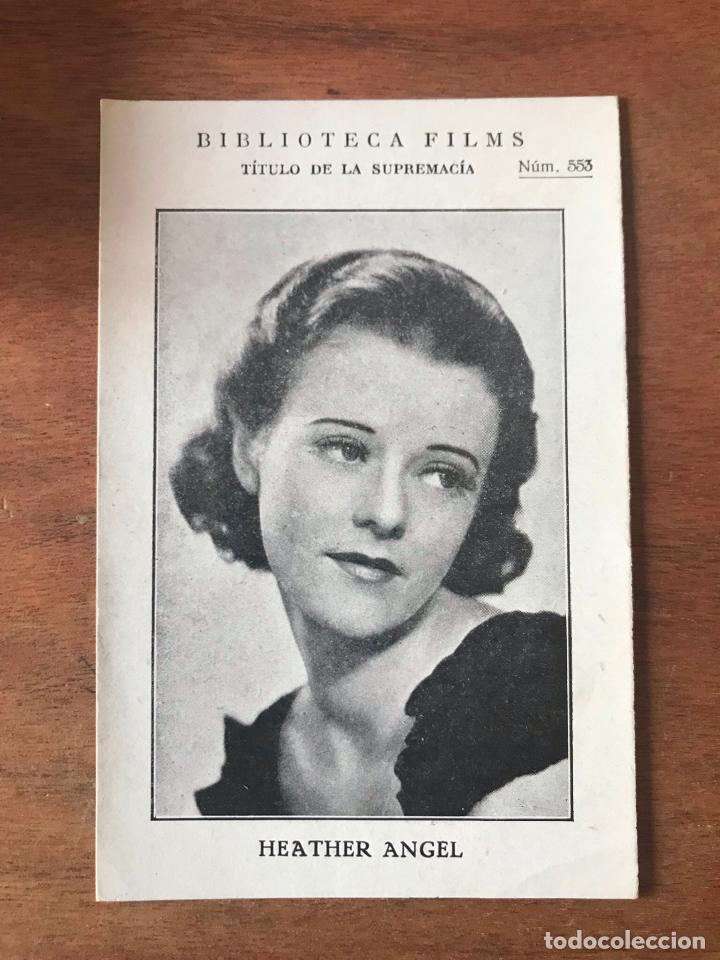 BIBLIOTECA FILMS
TÍTULO DE LA SUPREMACÍA Núm. 553
HEATHER ANGEL
todocoleccion